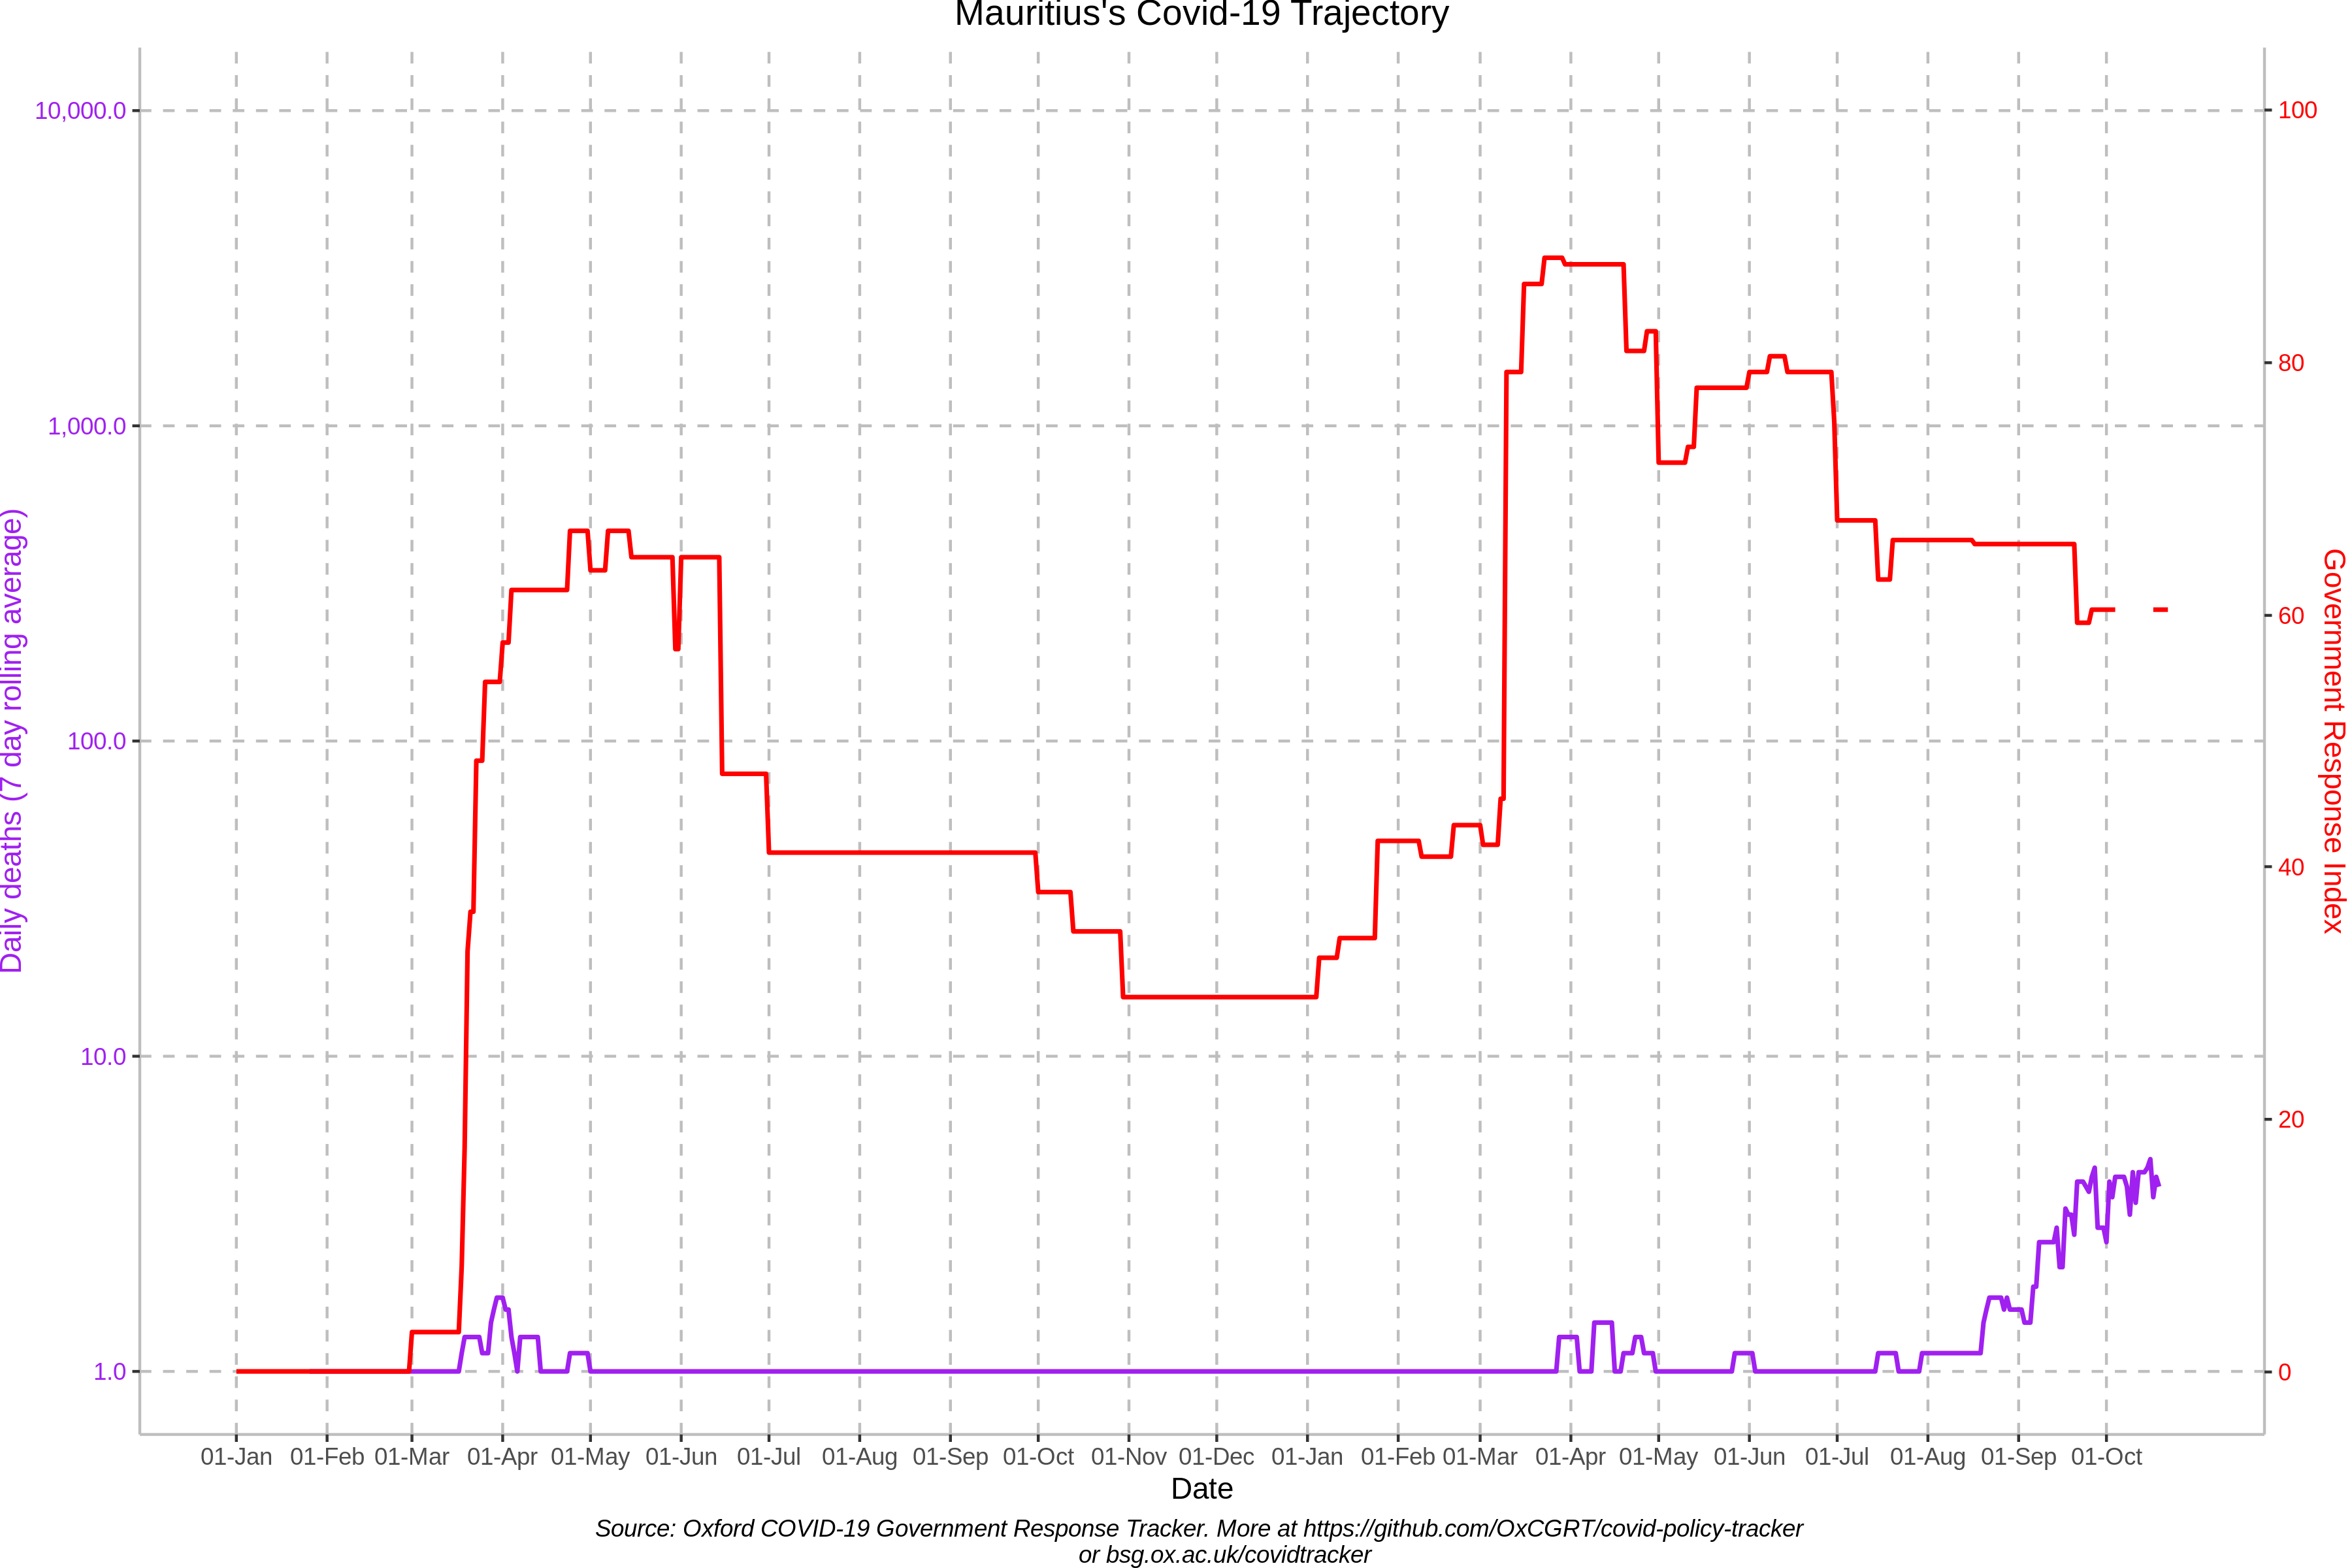 Mauritius's Covid-19 Trajectory
Daily deaths (7 day rolling average)
10,000.0
1,000.0
100.0
10.0
1.0
100
80
60
40
20
0
Government Response Index
01-Jan 01-Feb 01-Mar 01-Apr 01-May 01-Jun 01-Jul 01-Aug 01-Sep 01-Oct 01-Nov 01-Dec 01-Jan 01-Feb 01-Mar 01-Apr 01-May 01-Jun 01-Jul 01-Aug 01-Sep 01-Oct
Date
Source: Oxford COVID-19 Government Response Tracker. More at https://github.com/OxCGRT/covid-policy-tracker
or bsg.ox.ac.uk/covidtracker